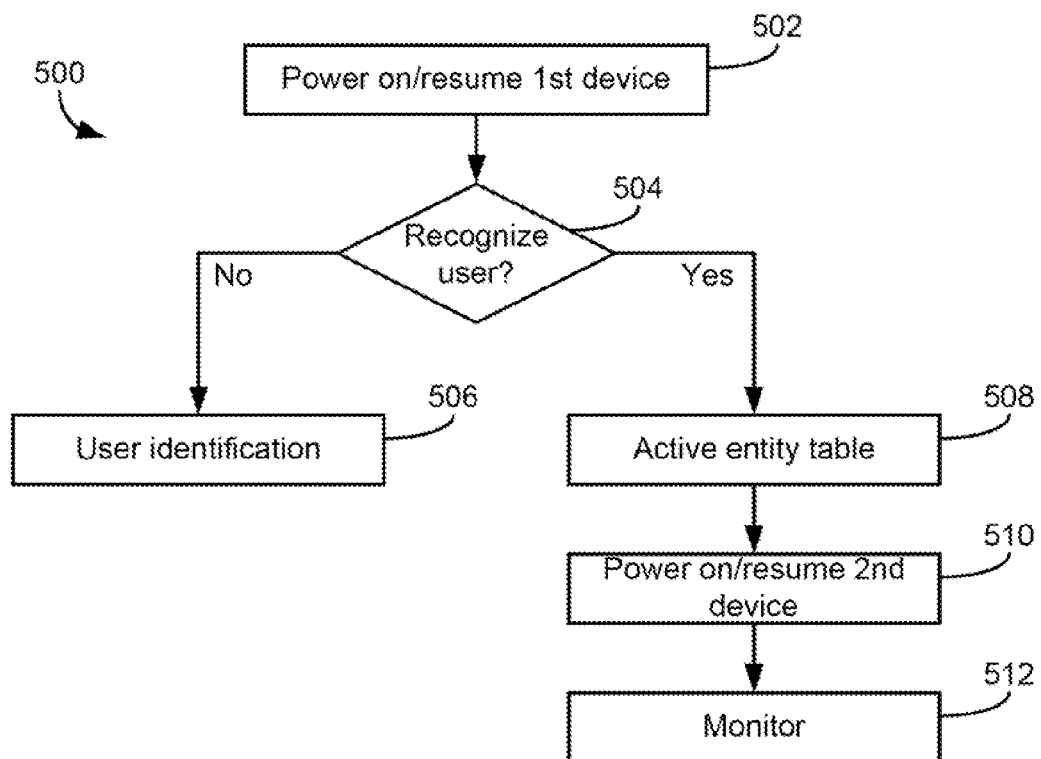 502
Power on/resume 1st device
500
504
Recognize
user?
No
Yes
506
User identification
508
Active entity table
510
Power on/resume 2nd
device
512
Monitor